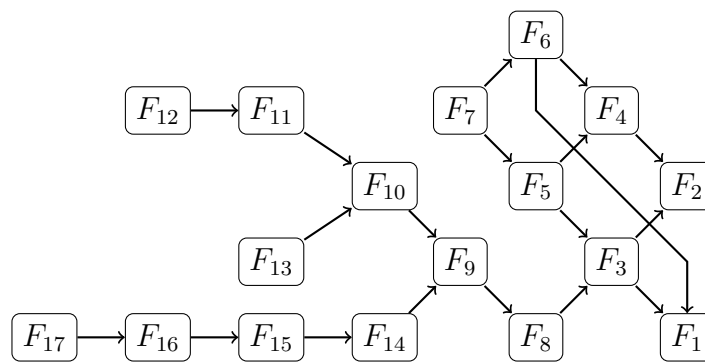 F₆
F₁₂ F₁₁ F₇ F₄
F₁₀ F₅ F₂
F₁₃ F₉ F₃
F₁₇ F₁₆ F₁₅ F₁₄ F₈ F₁